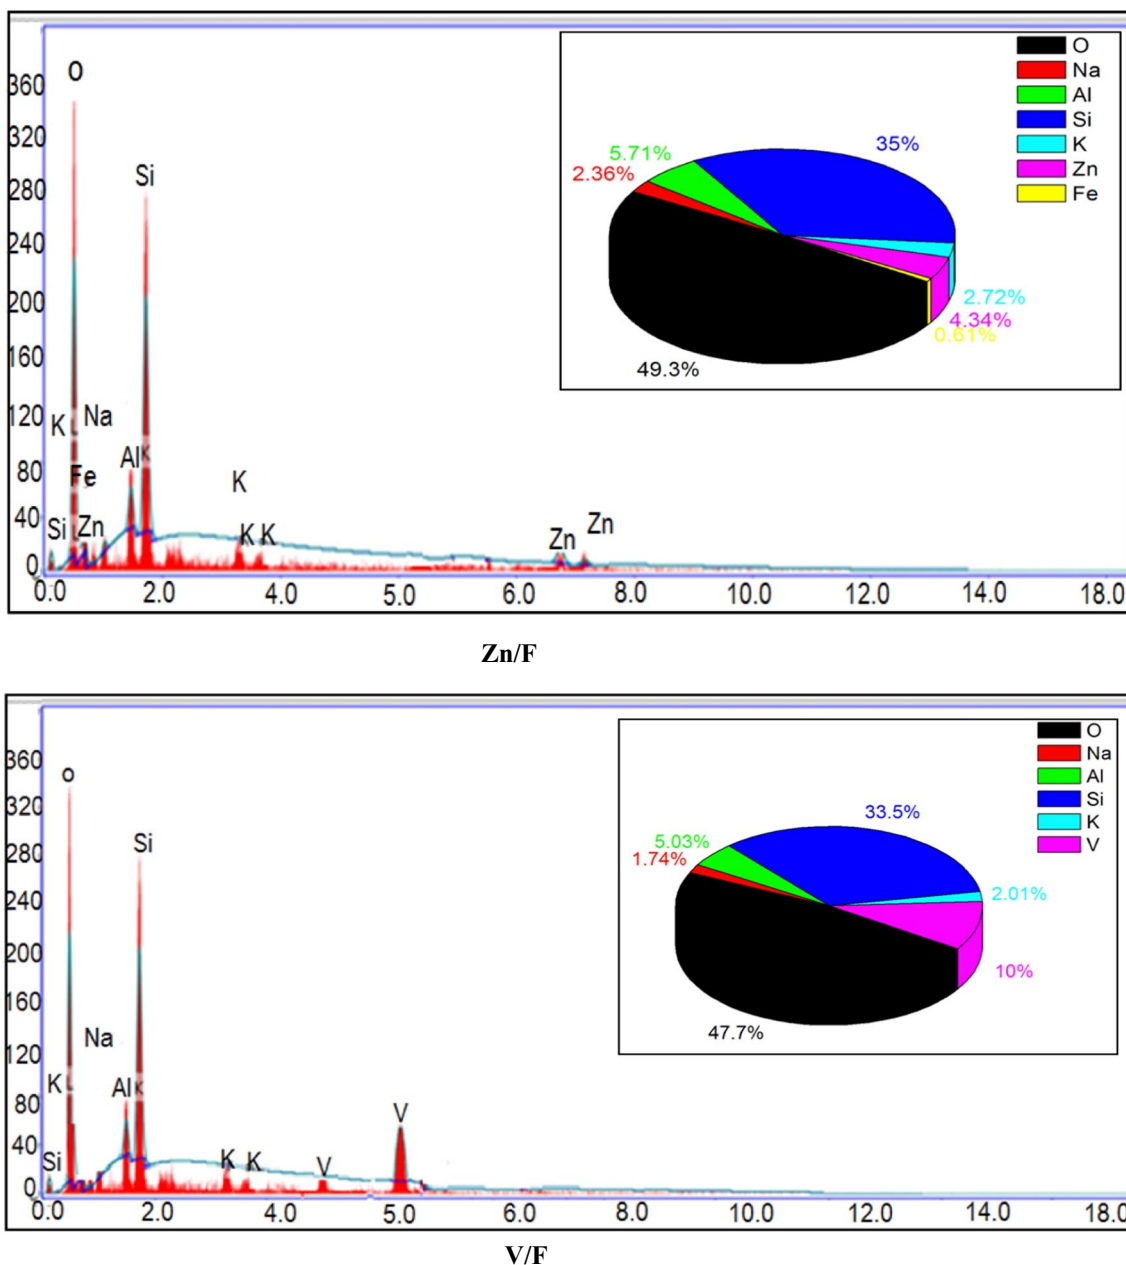 O
Na
Al
Si
K
Zn
Fe
360
320
280
240
200
160
120
80
40
0
O
Si
K L
Na
Fe
Al K
Si
Zn
K
K K
Zn
Zn
35%
5.71%
2.36%
2.72%
4.34%
0.61%
49.3%
0.0 2.0 4.0 5.0 6.0 8.0 10.0 12.0 14.0 18.0
Zn/F
O
Na
Al
Si
K
V
360
320
280
240
200
160
120
80
40
0
o
Si
Na
K L
Al K
Si
K K
V
V
33.5%
5.03%
1.74%
2.01%
10%
47.7%
0.0 2.0 5.0 6.0 8.0 10.0 12.0 14.0 18.0
V/F